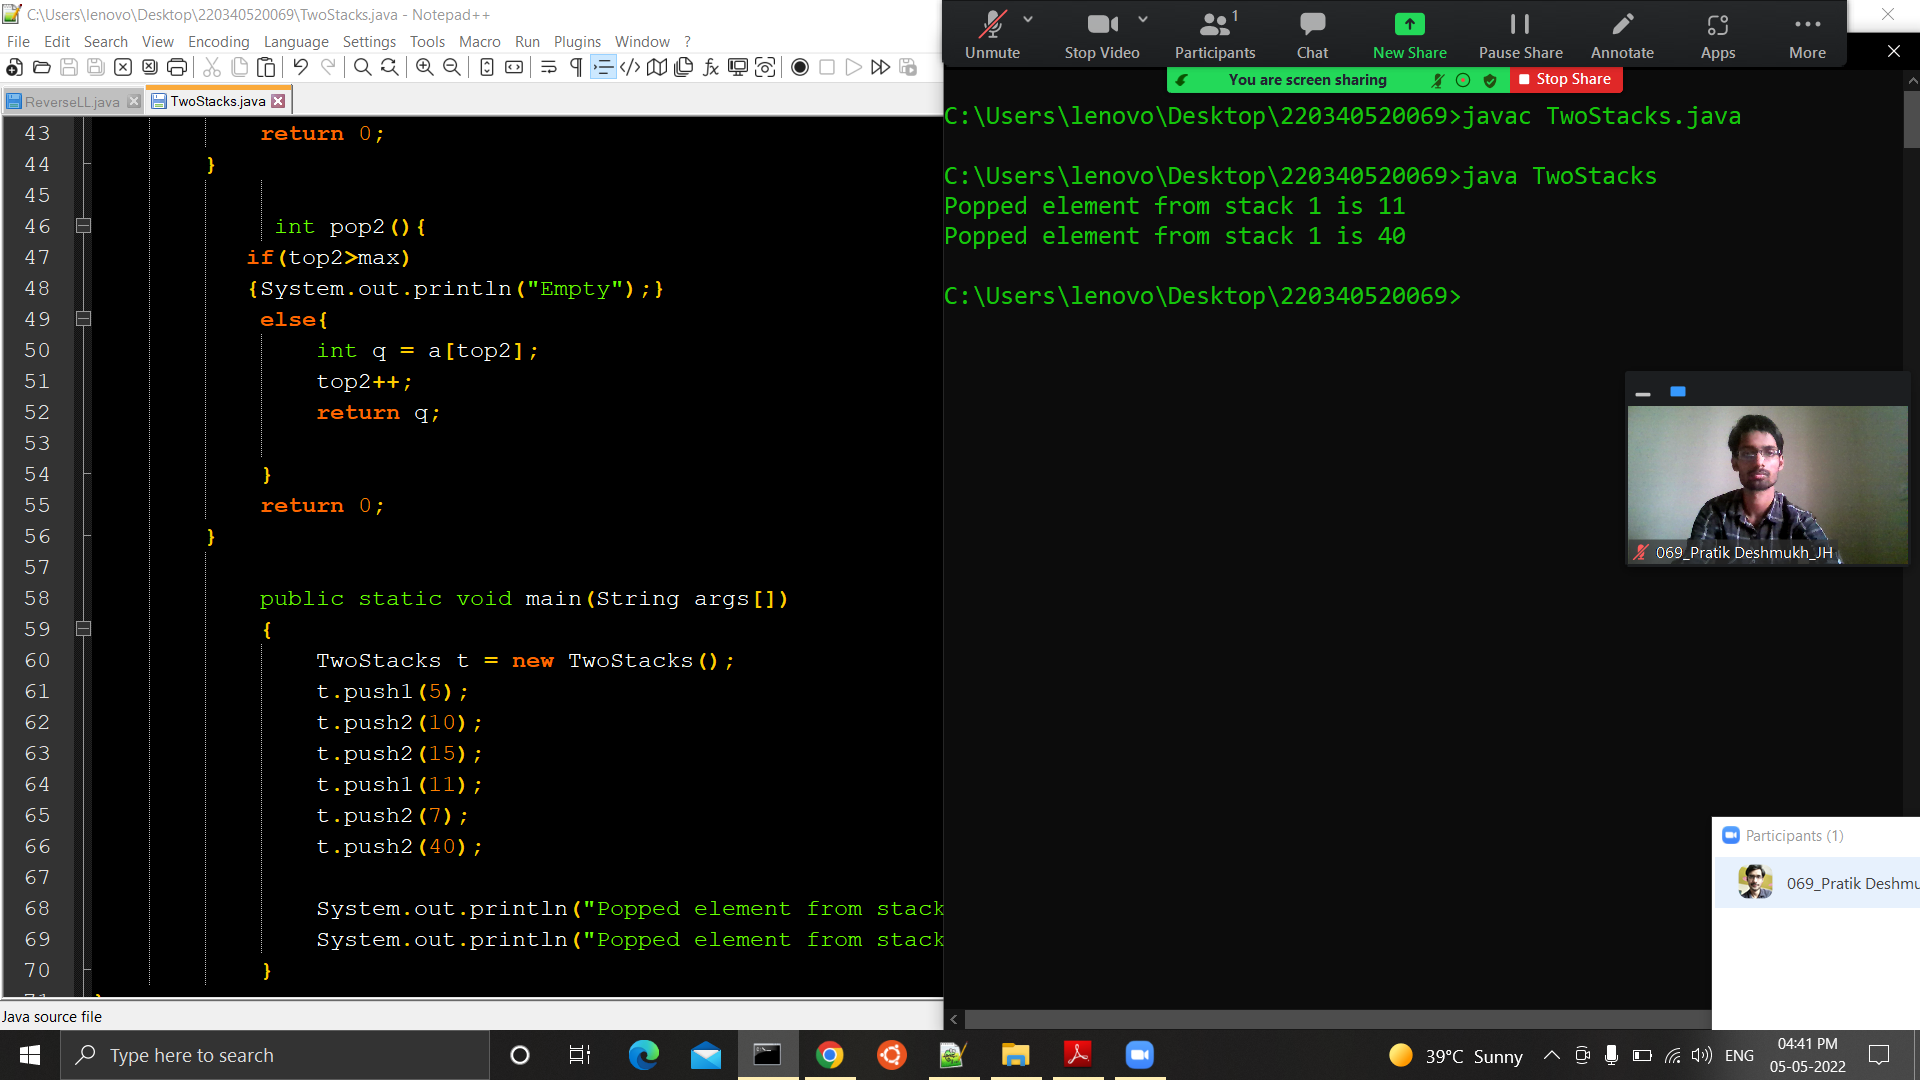 C:\Users\lenovo\Desktop\220340520069\TwoStacks.java - Notepad++
File Edit Search View Encoding Language Settings Tools Macro Run Plugins Window ?
ReverseLL.java TwoStacks.java
43 return 0;
44 }
45
46 int pop2(){
47 if(top2>max)
48 {System.out.println("Empty");}
49 else{
50 int q = a[top2];
51 top2++;
52 return q;
53
54 }
55 return 0;
56 }
57
58 public static void main(String args[])
59 {
60 TwoStacks t = new TwoStacks();
61 t.push1(5);
62 t.push2(10);
63 t.push2(15);
64 t.push1(11);
65 t.push2(7);
66 t.push2(40);
67
68 System.out.println("Popped element from stack
69 System.out.println("Popped element from stack
70 }
Java source file
Unmute Stop Video Participants 1 Chat New Share Pause Share Annotate Apps More
You are screen sharing Stop Share
C:\Users\lenovo\Desktop\220340520069>javac TwoStacks.java
C:\Users\lenovo\Desktop\220340520069>java TwoStacks
Popped element from stack 1 is 11
Popped element from stack 1 is 40
C:\Users\lenovo\Desktop\220340520069>
069_Pratik Deshmukh_JH
Participants (1)
069_Pratik Deshmu
Type here to search
39°C Sunny
ENG
04:41 PM
05-05-2022